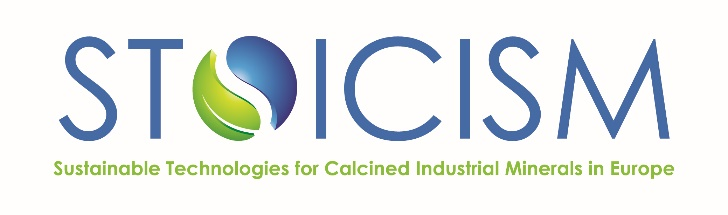 STOICISM
Sustainable Technologies for Calcined Industrial Minerals in Europe